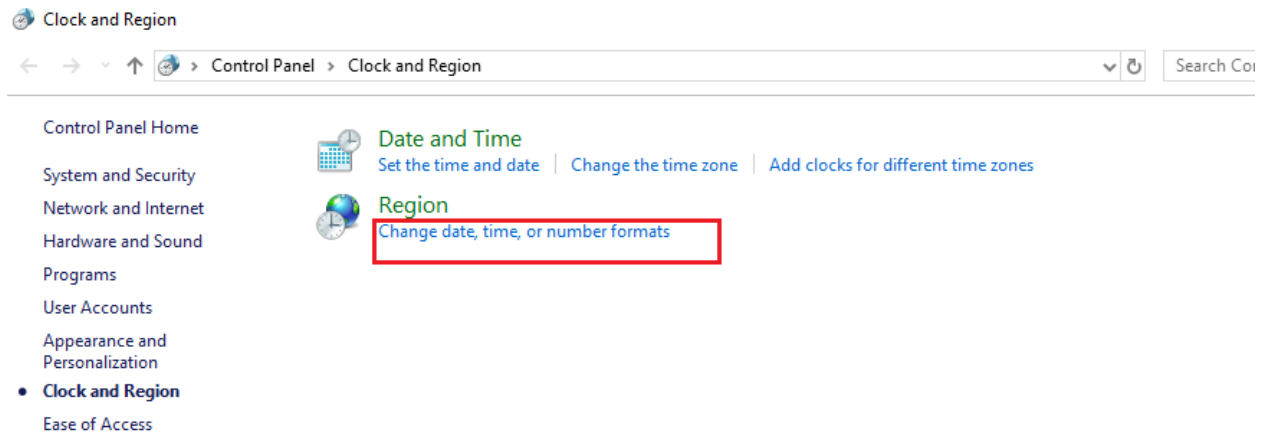 Clock and Region
Control Panel > Clock and Region
Search Co
Control Panel Home
System and Security
Network and Internet
Hardware and Sound
Programs
User Accounts
Appearance and
Personalization
Clock and Region
Ease of Access
Date and Time
Set the time and date | Change the time zone | Add clocks for different time zones
Region
Change date, time, or number formats